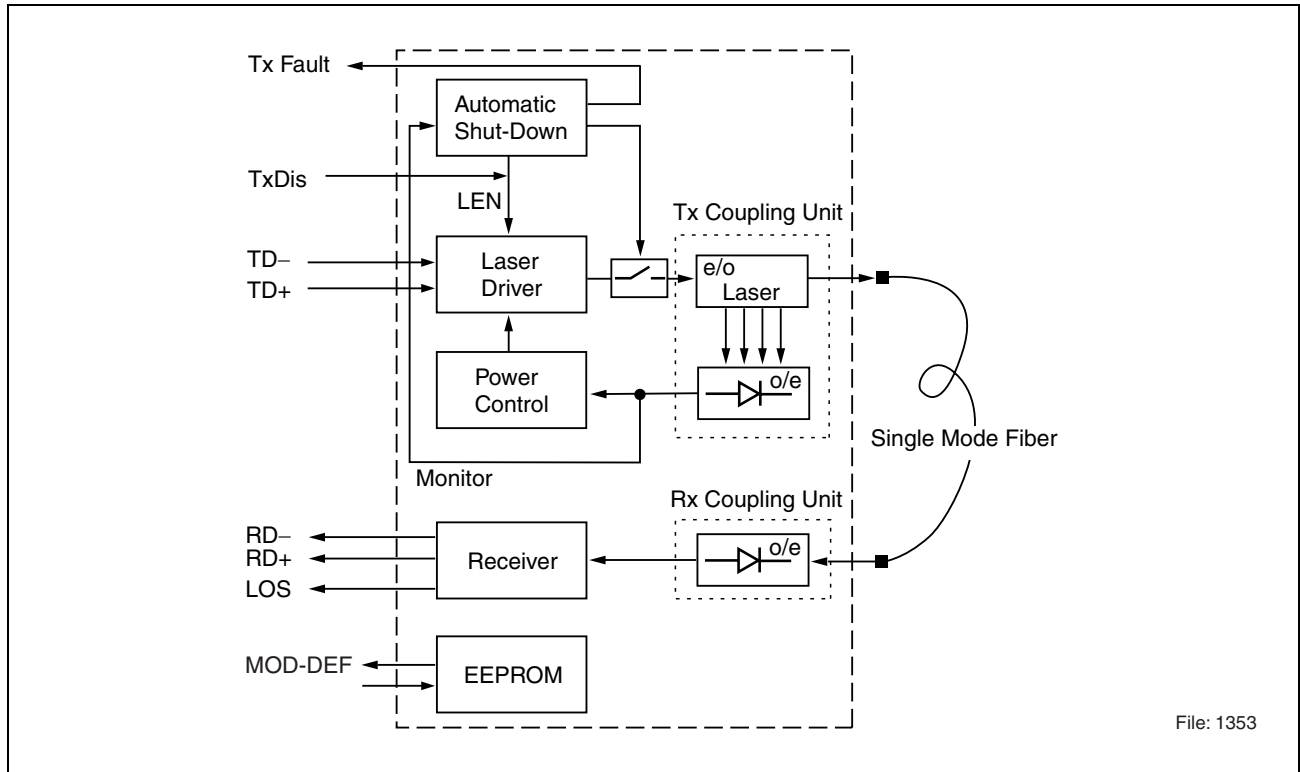 Tx Fault
Automatic
Shut-Down
TxDis
LEN
Tx Coupling Unit
TD−
TD+
Laser
Driver
e/o
Laser
Power
Control
o/e
Single Mode Fiber
Monitor
Rx Coupling Unit
RD−
RD+
LOS
Receiver
o/e
MOD-DEF
EEPROM
File: 1353